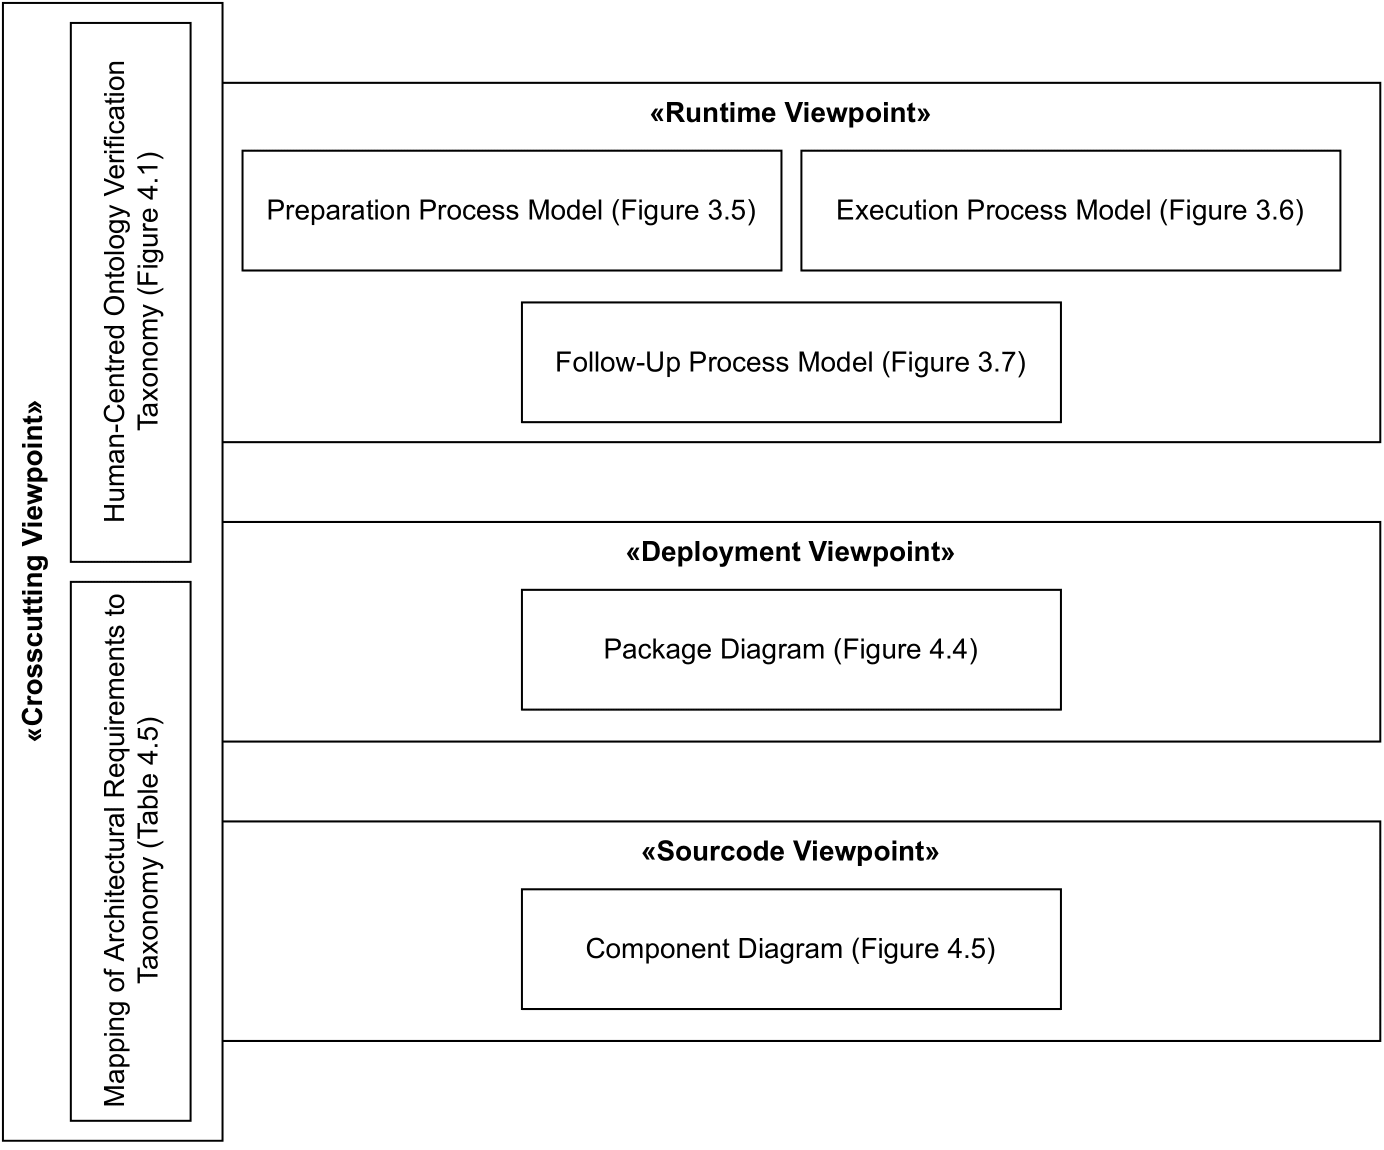 «Crosscutting Viewpoint»
Human-Centred Ontology Verification
Taxonomy (Figure 4.1)
Mapping of Architectural Requirements to
Taxonomy (Table 4.5)
«Runtime Viewpoint»
Preparation Process Model (Figure 3.5)
Execution Process Model (Figure 3.6)
Follow-Up Process Model (Figure 3.7)
«Deployment Viewpoint»
Package Diagram (Figure 4.4)
«Sourcode Viewpoint»
Component Diagram (Figure 4.5)